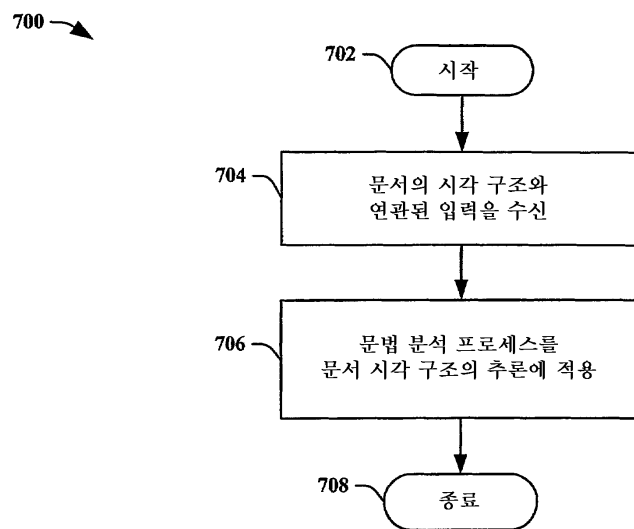 700
702
시작
704
문서의 시각 구조와
연관된 입력을 수신
706
문법 분석 프로세스를
문서 시각 구조의 추론에 적용
708
종료